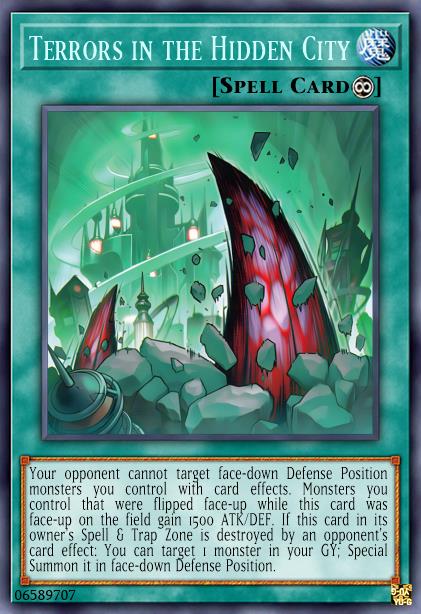 TERRORS IN THE HIDDEN CITY
魔
[SPELL CARD∞]
Your opponent cannot target face-down Defense Position
monsters you control with card effects. Monsters you
control that were flipped face-up while this card was
face-up on the field gain 1500 ATK/DEF. If this card in its
owner's Spell & Trap Zone is destroyed by an opponent's
card effect: You can target 1 monster in your GY; Special
Summon it in face-down Defense Position.
06589707